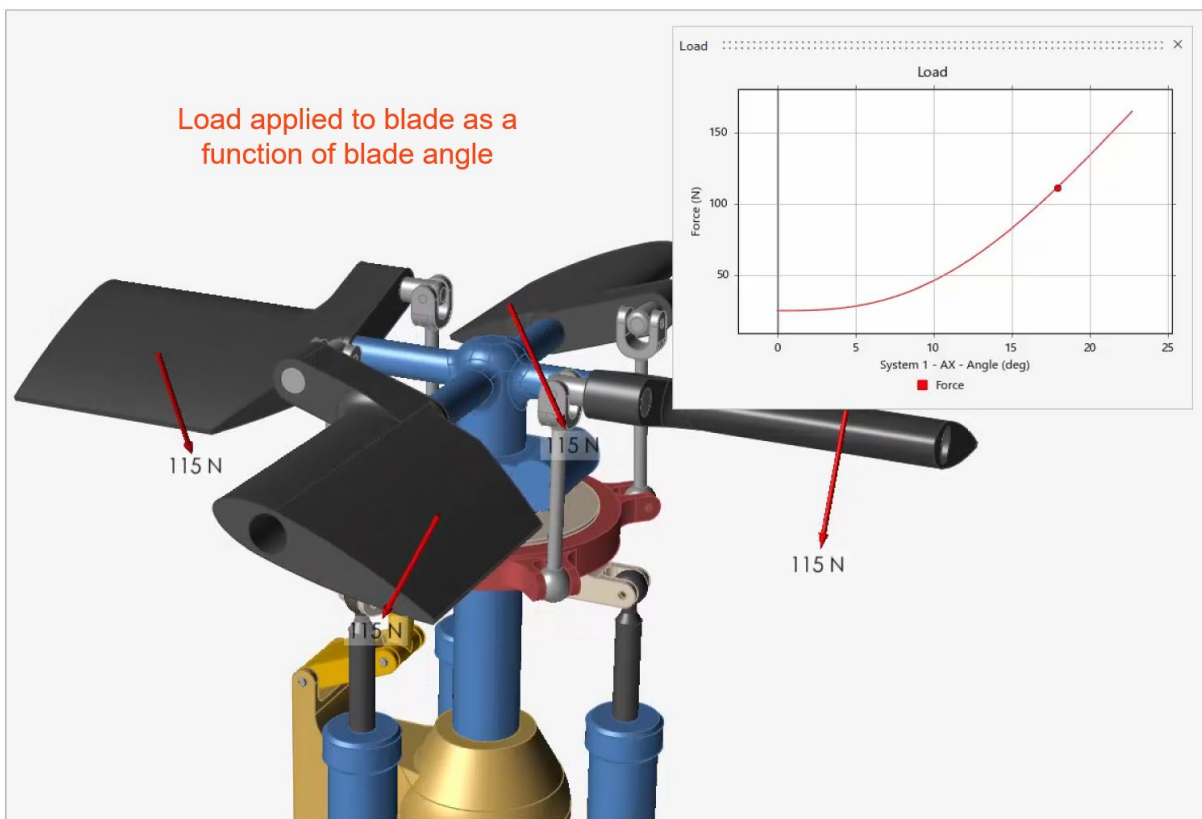 Load
×
Load
Load applied to blade as a
function of blade angle
150
100
50
Force (N)
0 5 10 15 20 25
System 1 - AX - Angle (deg)
Force
115 N
115 N
115 N
115 N